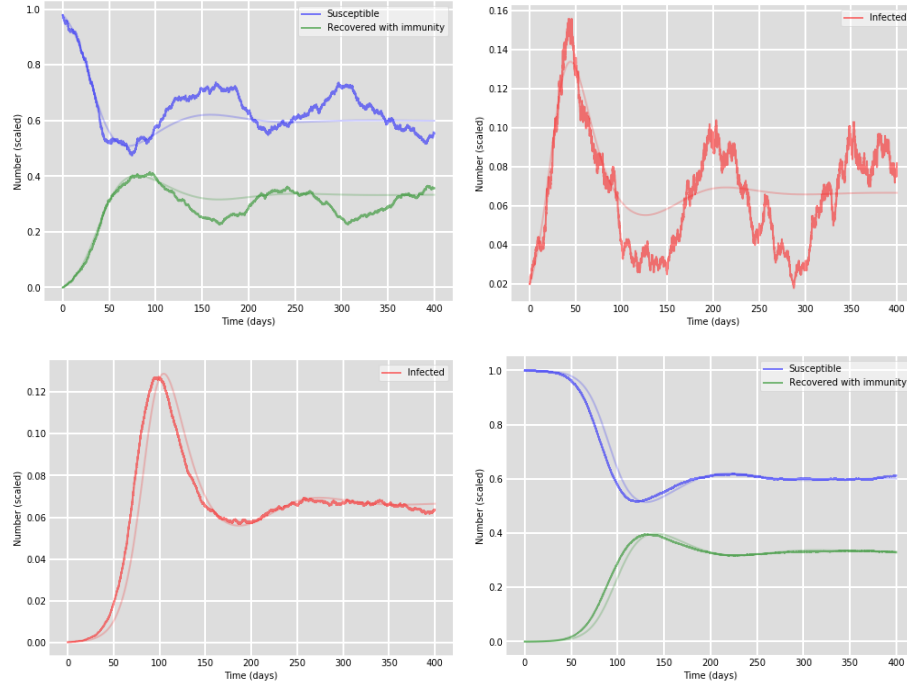 Susceptible
Recovered with immunity
Number (scaled)
1.0
0.8
0.6
0.4
0.2
0.0
0 50 100 150 200 250 300 350 400
Time (days)
Infected
Number (scaled)
0.16
0.14
0.12
0.10
0.08
0.06
0.04
0.02
0 50 100 150 200 250 300 350 400
Time (days)
Infected
Number (scaled)
0.12
0.10
0.08
0.06
0.04
0.02
0.00
0 50 100 150 200 250 300 350 400
Time (days)
Susceptible
Recovered with immunity
Number (scaled)
1.0
0.8
0.6
0.4
0.2
0.0
0 50 100 150 200 250 300 350 400
Time (days)